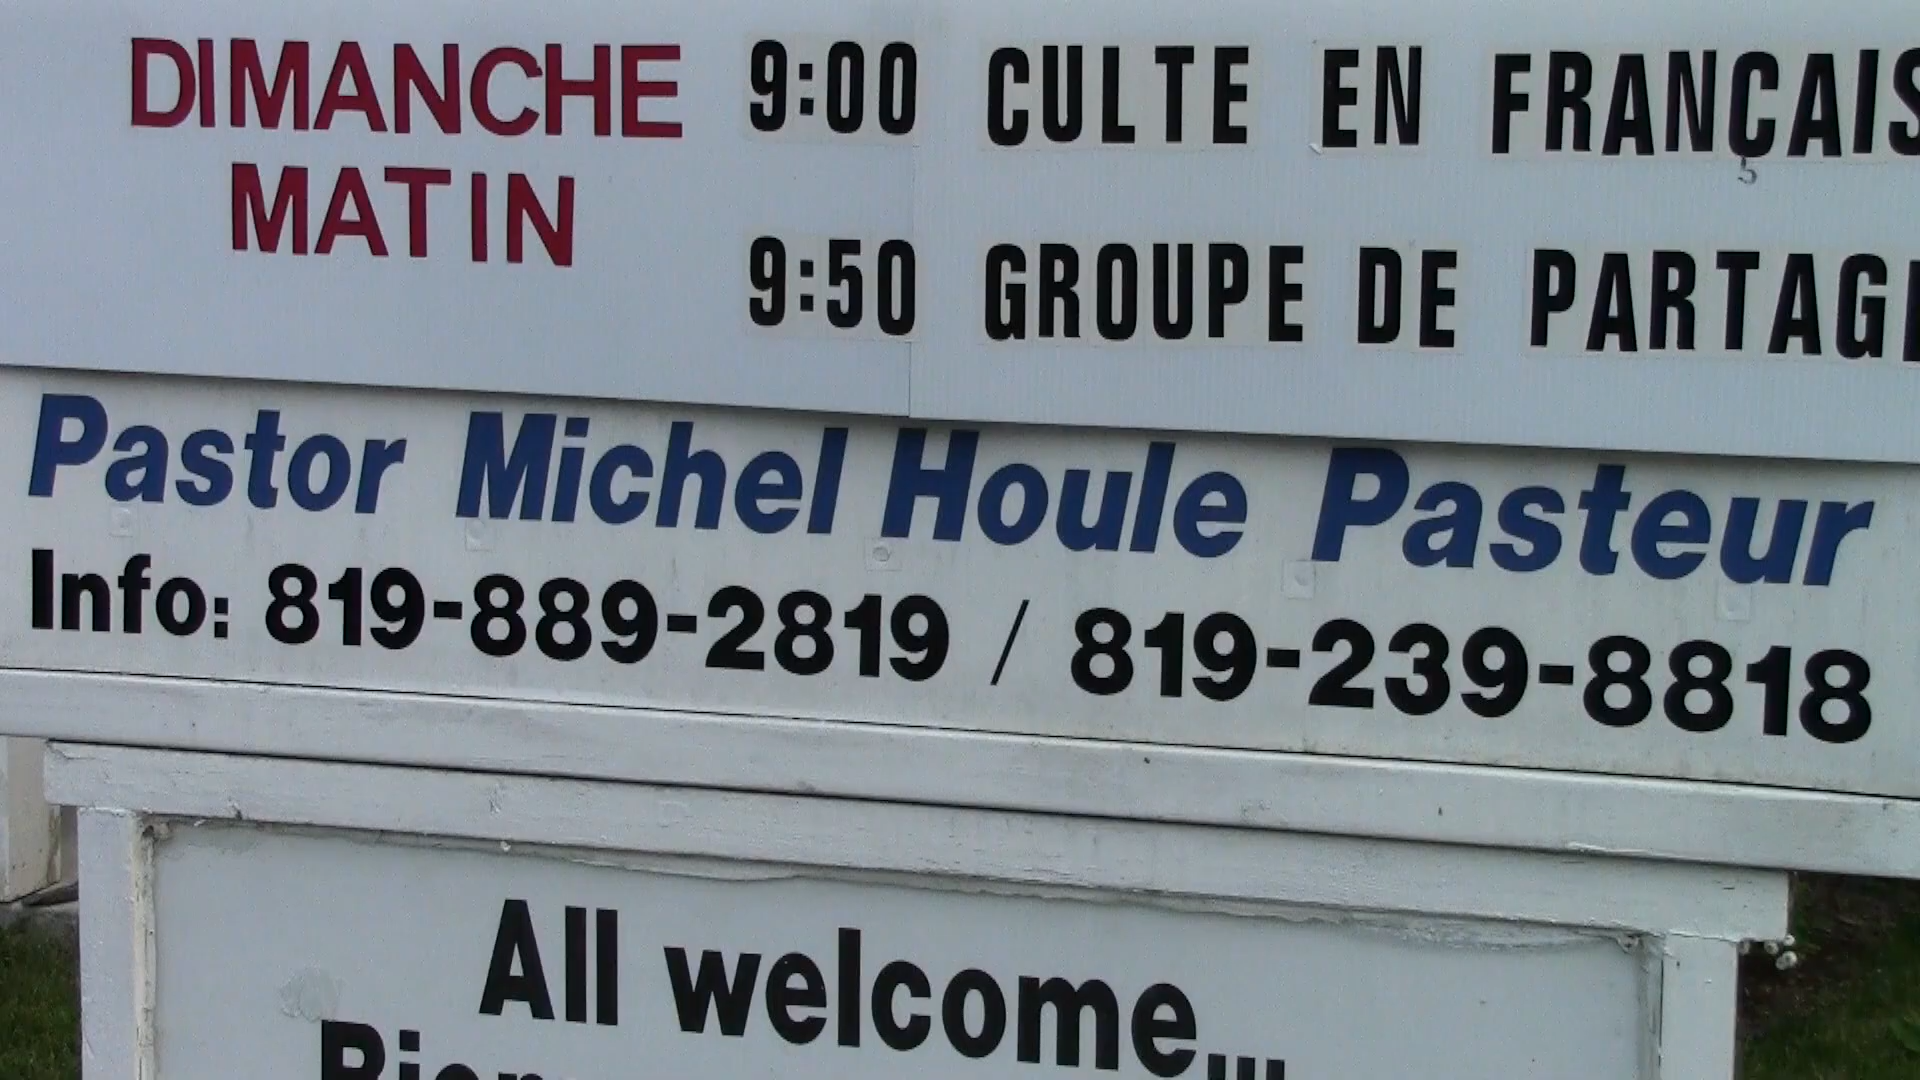 DIMANCHE MATIN
9:00 CULTE EN FRANÇAIS
9:50 GROUPE DE PARTAGE
Pastor Michel Houle Pasteur
Info: 819-889-2819 / 819-239-8818
All welcome...